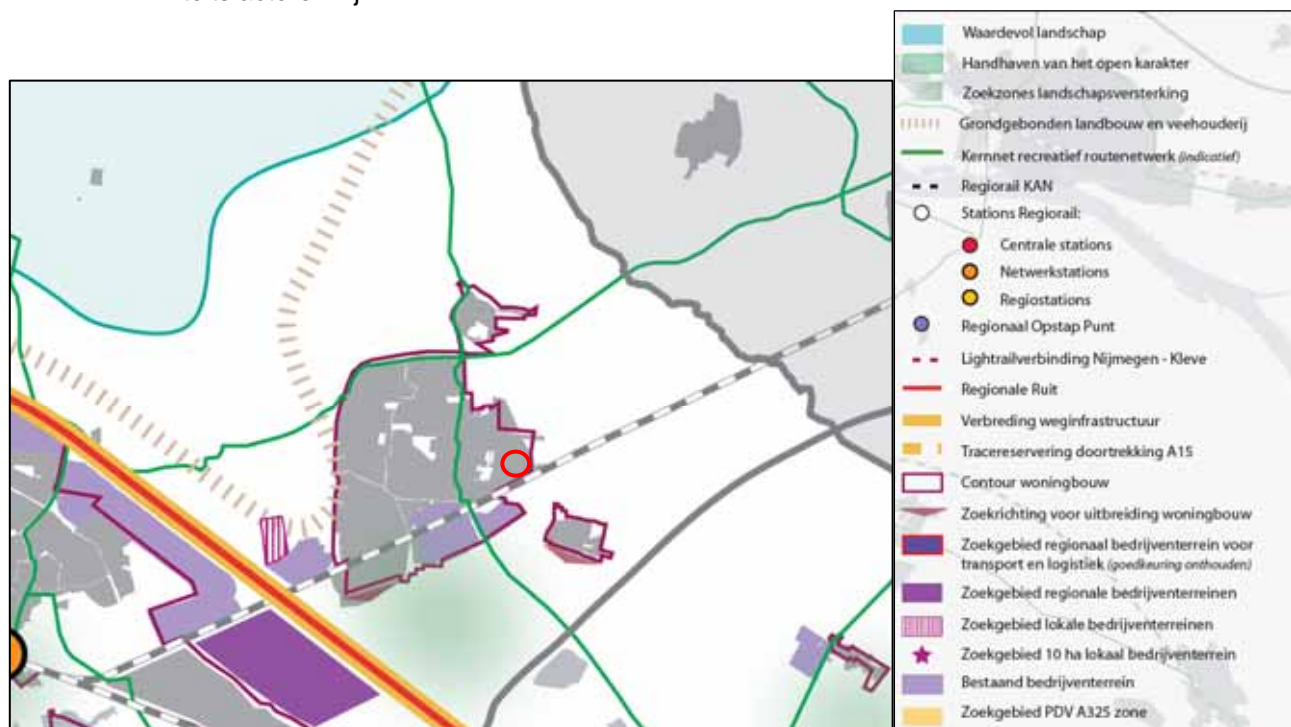 Waardevol landschap
Handhaven van het open karakter
Zoekzones landschapsversterking
Grondgebonden landbouw en veehouderij
Kernnet recreatief routenetwerk (indicatief)
Regiorail KAN
Stations Regiorail:
Centrale stations
Netwerkstations
Regiostations
Regionaal Opstap Punt
Lightrailverbinding Nijmegen - Kleve
Regionale Ruit
Verbreding weginfrastructuur
Tracereservering doortrekking A15
Contour woningbouw
Zoekrichting voor uitbreiding woningbouw
Zoekgebied regionaal bedrijventerrein voor
transport en logistiek (goedkeuring onthouden)
Zoekgebied regionale bedrijventerreinen
Zoekgebied lokale bedrijventerreinen
Zoekgebied 10 ha lokaal bedrijventerrein
Bestaand bedrijventerrein
Zoekgebied PDV A325 zone